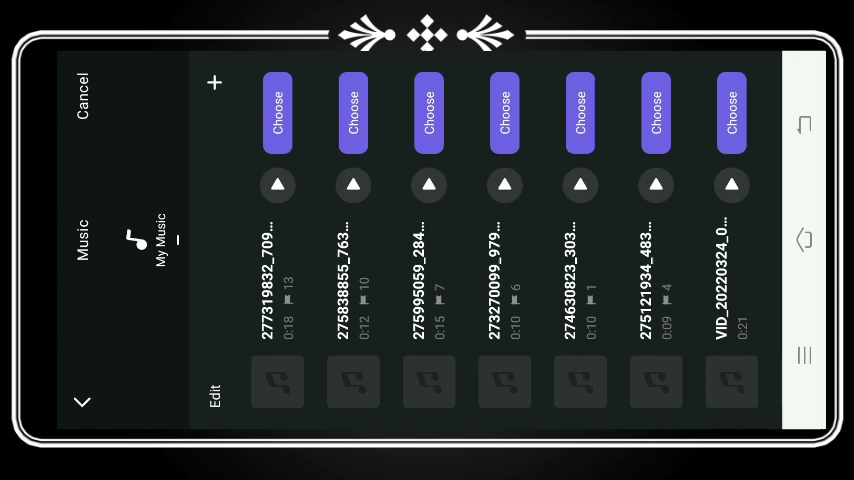 Music
Cancel
My Music
Edit
+
277319832_709...
0:18 13
Choose
275838855_763...
0:12 10
Choose
275995059_284...
0:15 7
Choose
273270099_979...
0:10 6
Choose
274630823_303...
0:10 1
Choose
275121934_483...
0:09 4
Choose
VID_20220324_0...
0:21
Choose